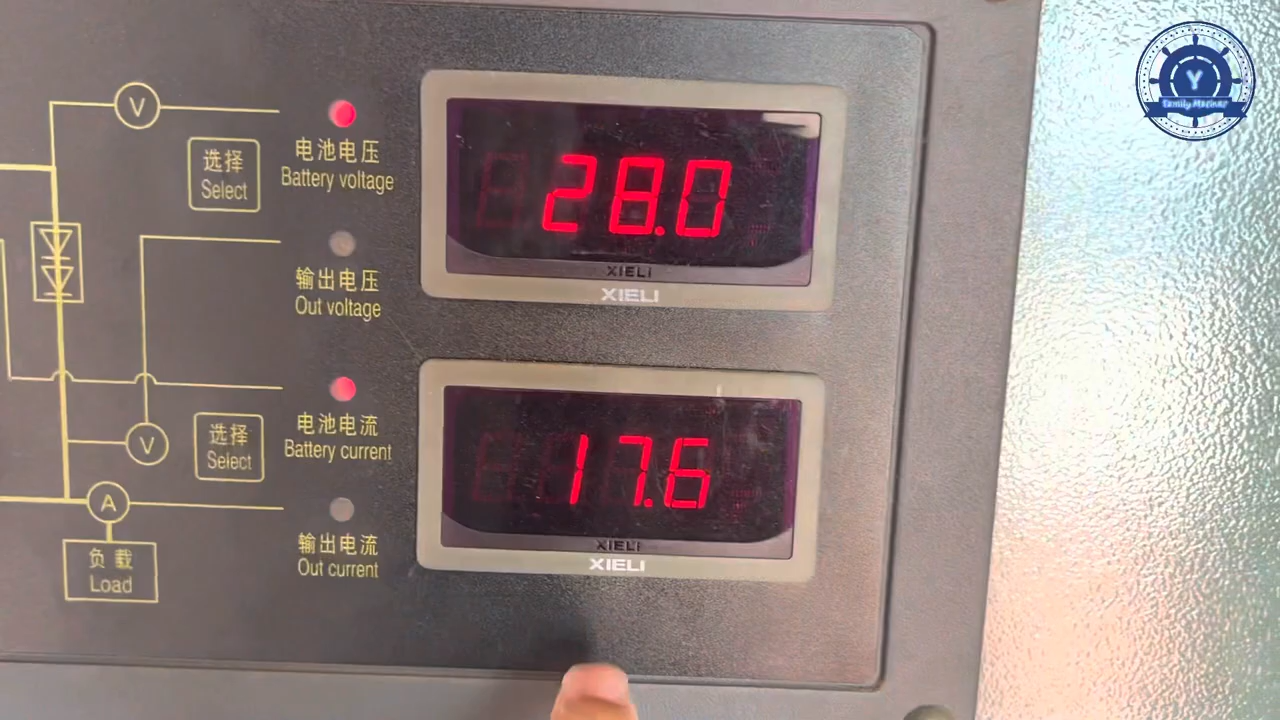 V
选择
Select
电池电压
Battery voltage
28.0
XIELI
XIELI
输出电压
Out voltage
V
选择
Select
电池电流
Battery current
17.6
XIELI
XIELI
A
负载
Load
输出电流
Out current
Y
Family Mariner